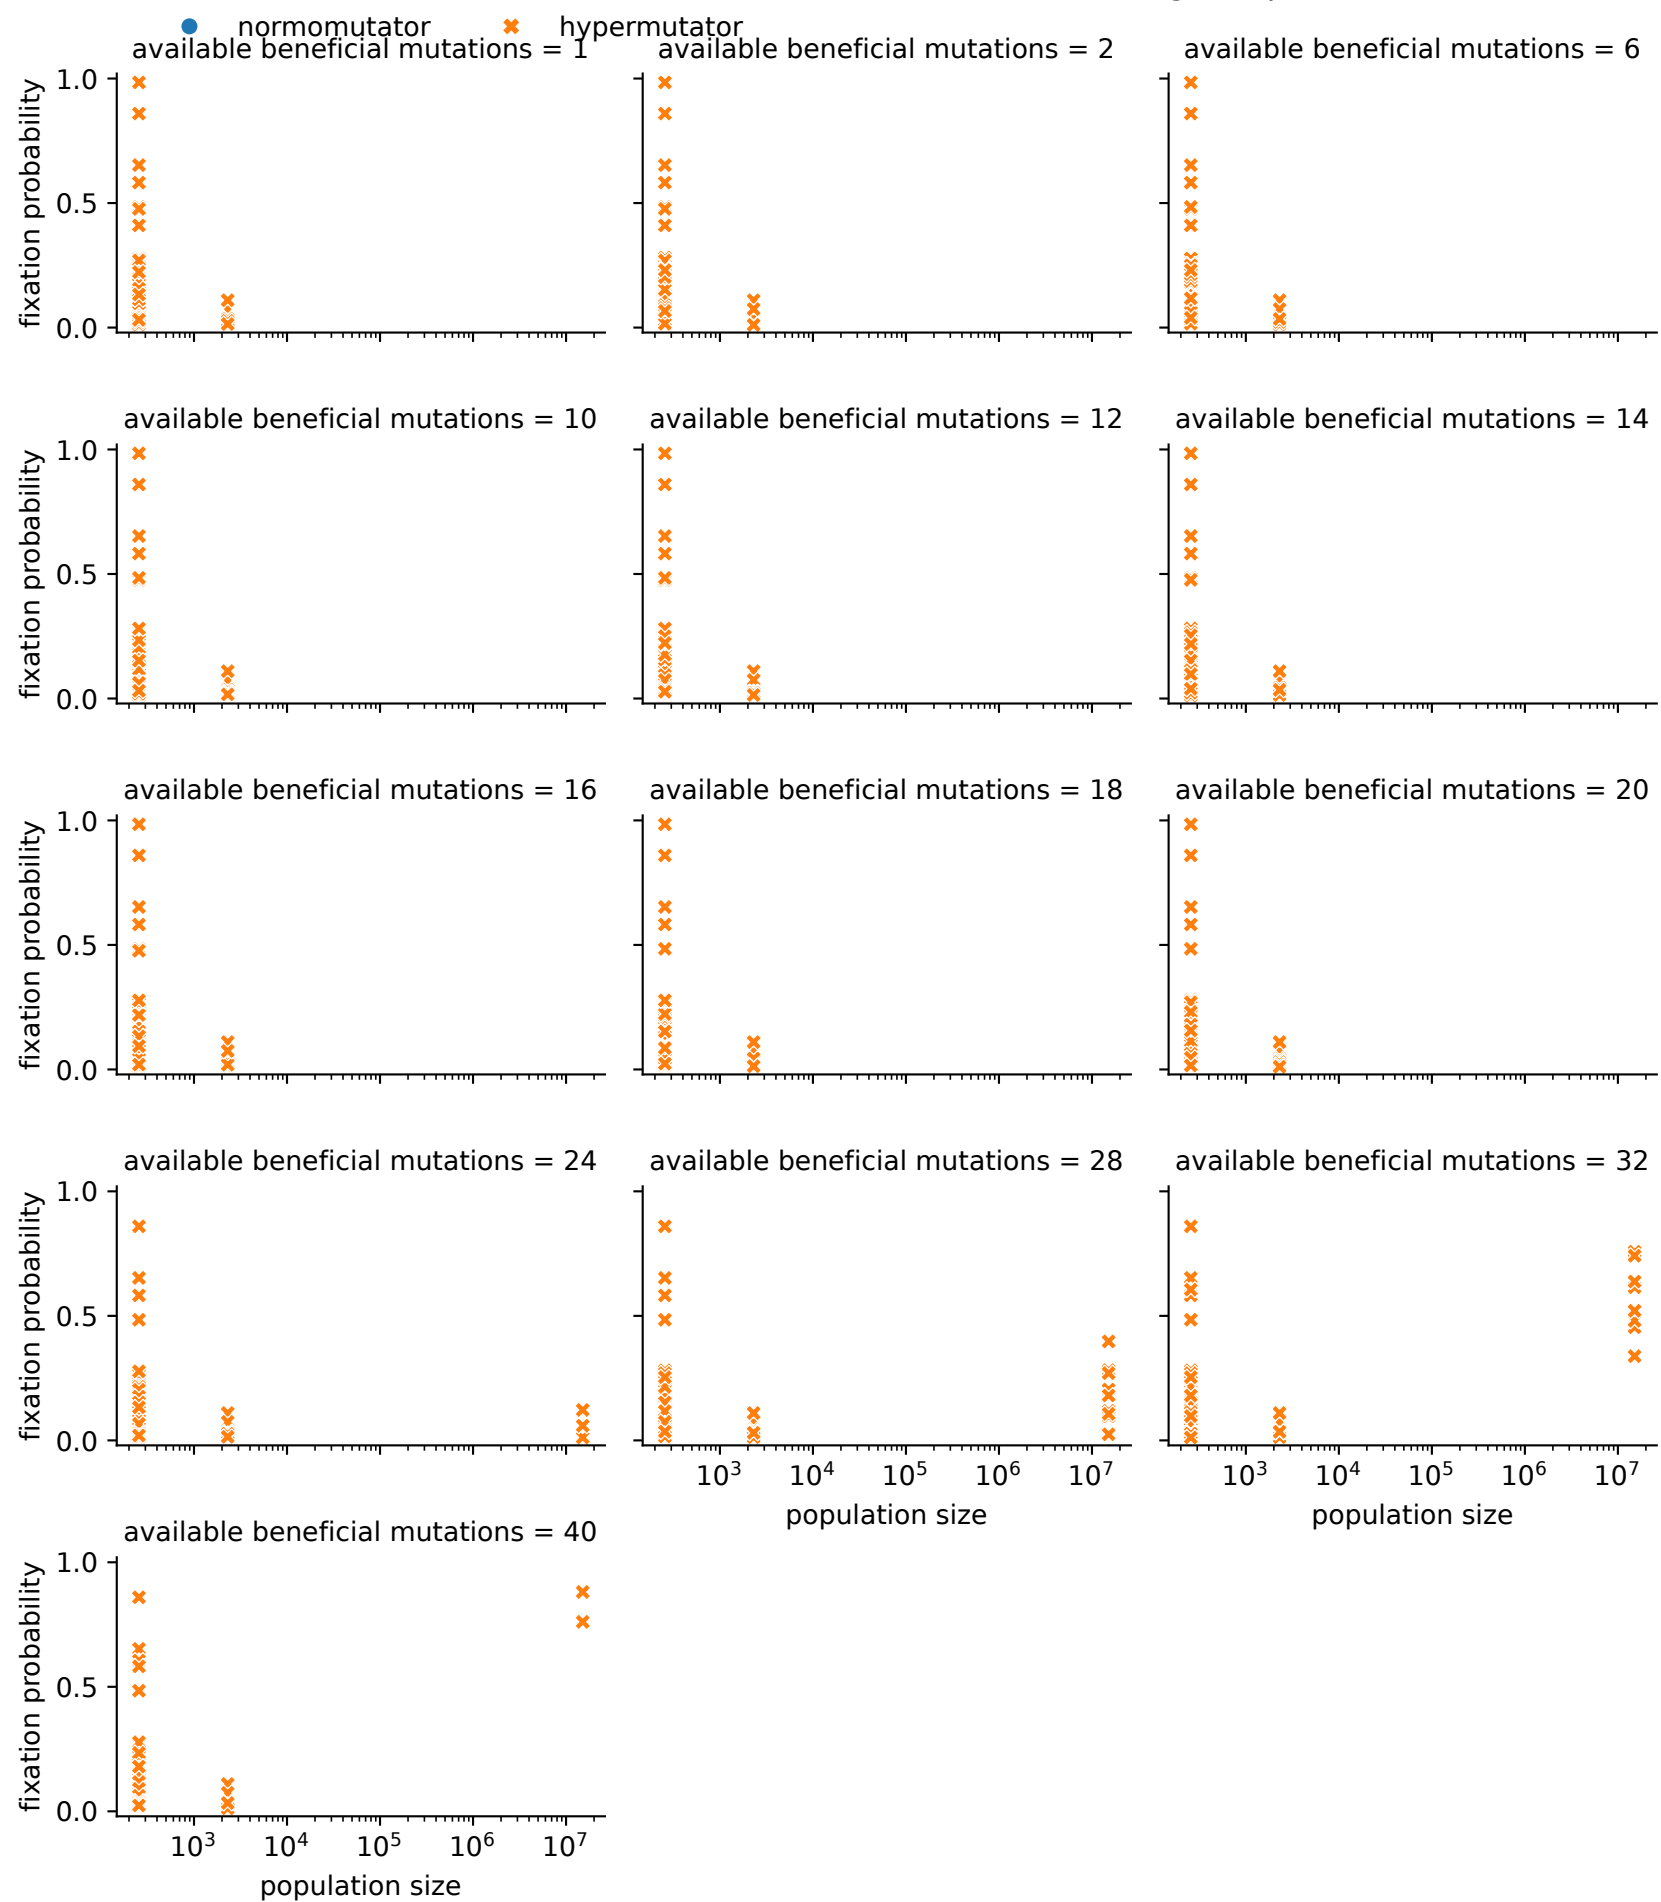 normomutator hypermutator
available beneficial mutations = 1 available beneficial mutations = 2 available beneficial mutations = 6
fixation probability
1.0
0.5
0.0
available beneficial mutations = 10 available beneficial mutations = 12 available beneficial mutations = 14
fixation probability
1.0
0.5
0.0
available beneficial mutations = 16 available beneficial mutations = 18 available beneficial mutations = 20
fixation probability
1.0
0.5
0.0
available beneficial mutations = 24 available beneficial mutations = 28 available beneficial mutations = 32
fixation probability
1.0
0.5
0.0
10³ 10⁴ 10⁵ 10⁶ 10⁷ 10³ 10⁴ 10⁵ 10⁶ 10⁷
population size population size
available beneficial mutations = 40
fixation probability
1.0
0.5
0.0
10³ 10⁴ 10⁵ 10⁶ 10⁷
population size